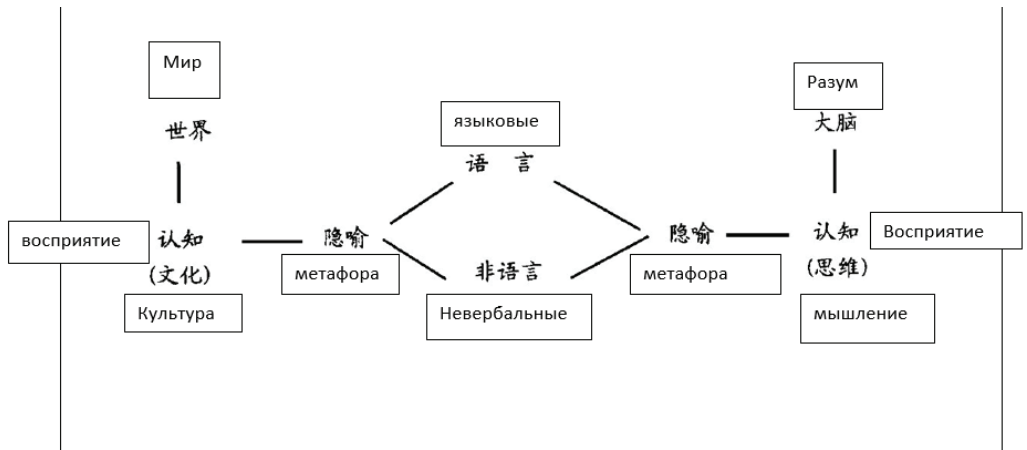 Мир
世界
языковые
语 言
Разум
大脑
восприятие
认知
(文化)
Культура
隐喻
метафора
非语言
Невербальные
隐喻
метафора
认知
(思维)
Восприятие
мышление